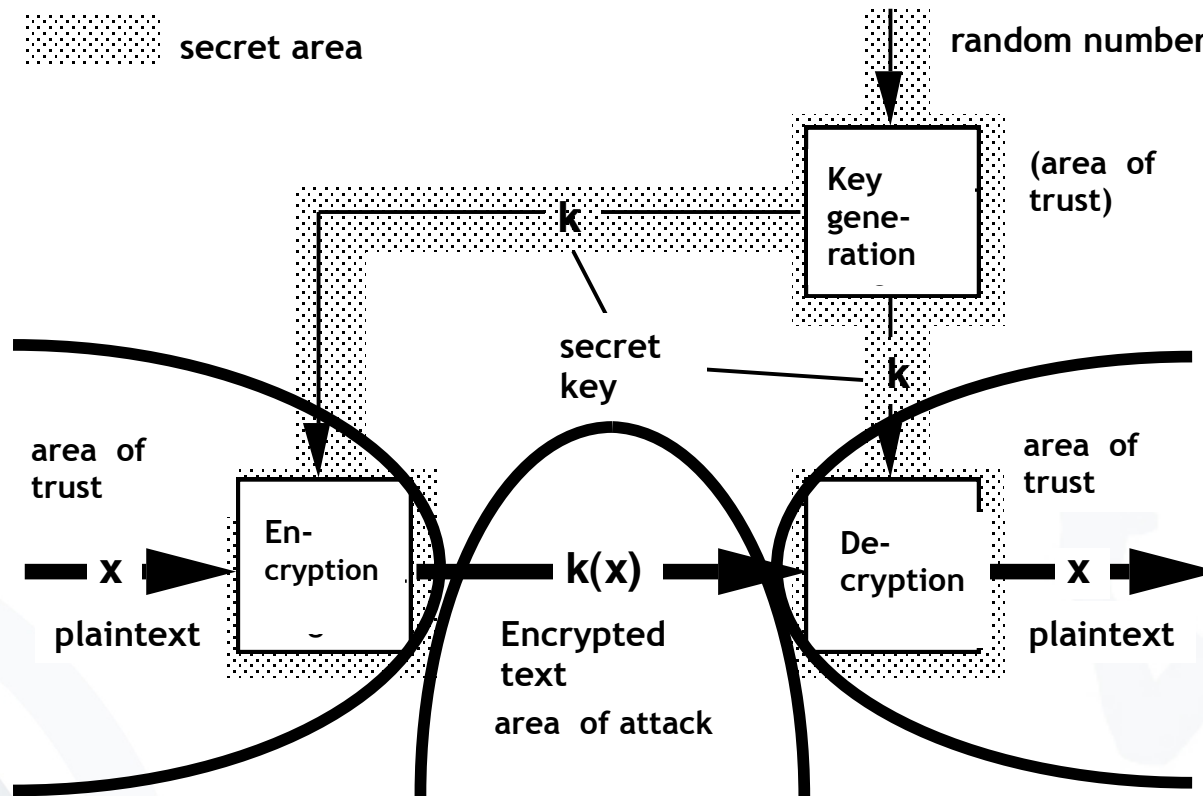 secret area
random number
Key
gene-
ration
(area of
trust)
k
secret
key
k
area of
trust
area of
trust
En-
cryption
De-
cryption
x
k(x)
x
plaintext
Encrypted
text
plaintext
area of attack